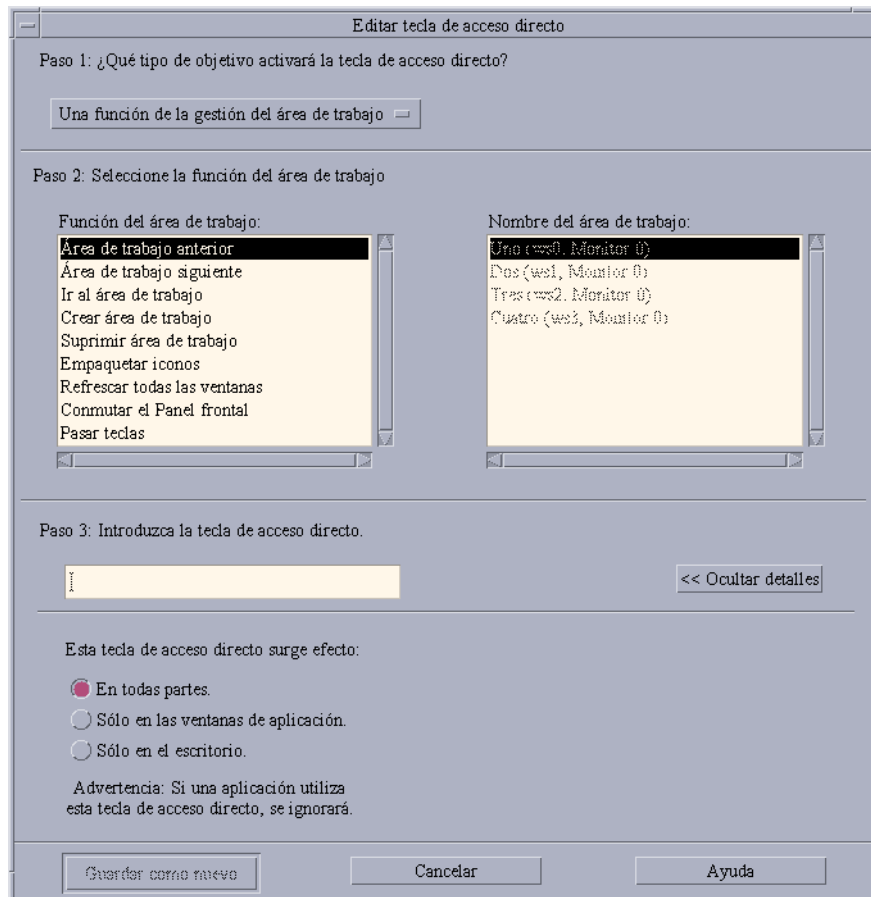 Editar tecla de acceso directo
Paso 1: ¿Qué tipo de objetivo activará la tecla de acceso directo?
Una función de la gestión del área de trabajo
Paso 2: Seleccione la función del área de trabajo
Función del área de trabajo:
Área de trabajo anterior
Área de trabajo siguiente
Ir al área de trabajo
Crear área de trabajo
Suprimir área de trabajo
Empaquetar iconos
Refrescar todas las ventanas
Conmutar el Panel frontal
Pasar teclas
Nombre del área de trabajo:
Uno (ws0, Monitor 0)
Dos (ws1, Monitor 0)
Tres (ws2, Monitor 0)
Cuatro (ws3, Monitor 0)
Paso 3: Introduzca la tecla de acceso directo.
<< Ocultar detalles
Esta tecla de acceso directo surge efecto:
En todas partes.
Sólo en las ventanas de aplicación.
Sólo en el escritorio.
Advertencia: Si una aplicación utiliza
esta tecla de acceso directo, se ignorará.
Guardar como nuevo
Cancelar
Ayuda